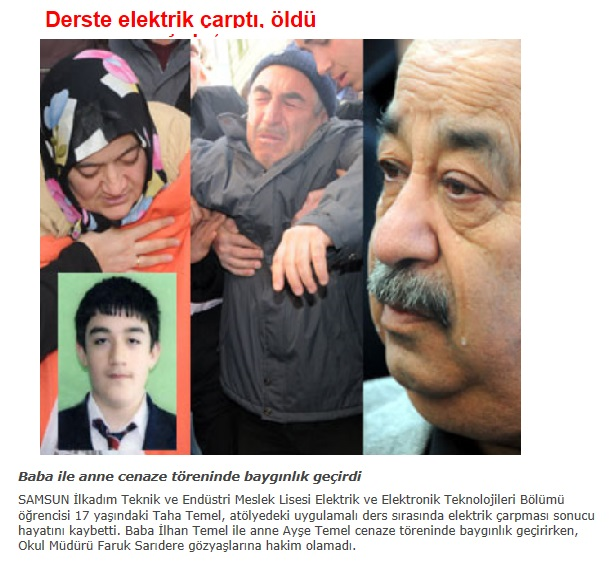 Derste elektrik çarptı, öldü
Baba ile anne cenaze töreninde baygınlık geçirdi
SAMSUN İlkadım Teknik ve Endüstri Meslek Lisesi Elektrik ve Elektronik Teknolojileri Bölümü
öğrencisi 17 yaşındaki Taha Temel, atölyedeki uygulamalı ders sırasında elektrik çarpması sonucu
hayatını kaybetti. Baba İlhan Temel ile anne Ayşe Temel cenaze töreninde baygınlık geçirirken,
Okul Müdürü Faruk Sarıdere gözyaşlarına hakim olamadı.